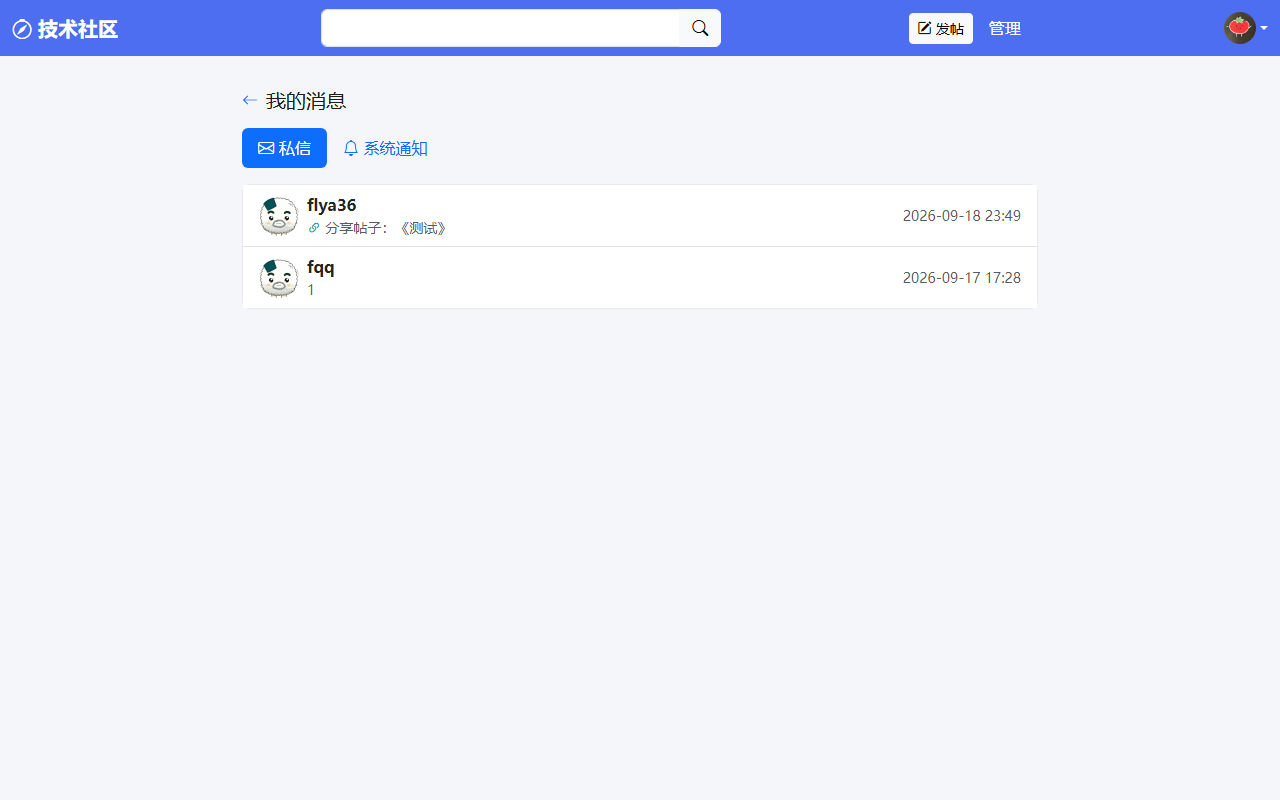 技术社区
发帖
管理
我的消息
私信
系统通知
flya36
2026-09-18 23:49
分享帖子：《测试》
fqq
2026-09-17 17:28
1